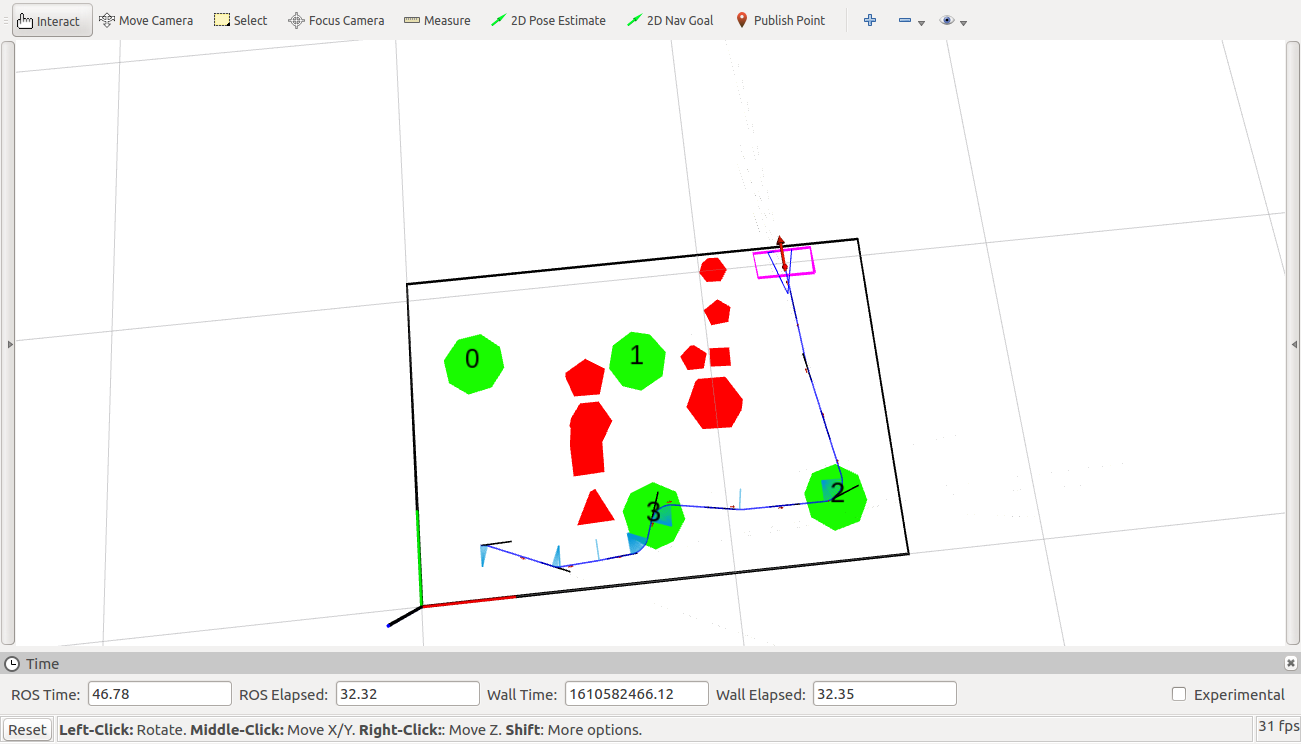 Interact Move Camera Select Focus Camera Measure 2D Pose Estimate 2D Nav Goal Publish Point
0
1
2
3
Time
ROS Time: 46.78 ROS Elapsed: 32.32 Wall Time: 1610582466.12 Wall Elapsed: 32.35 Experimental
Reset Left-Click: Rotate. Middle-Click: Move X/Y. Right-Click:: Move Z. Shift: More options. 31 fps